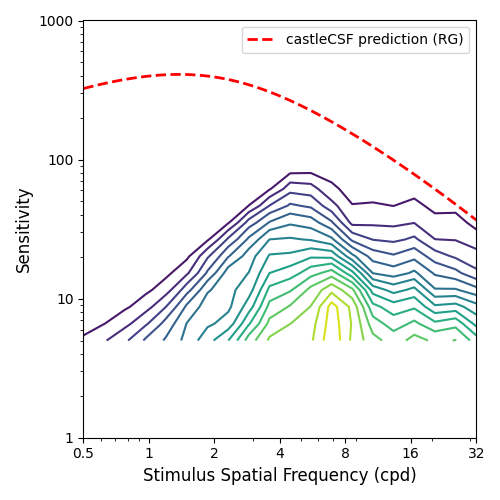 1000
castleCSF prediction (RG)
100
Sensitivity
10
1
0.5 1 2 4 8 16 32
Stimulus Spatial Frequency (cpd)